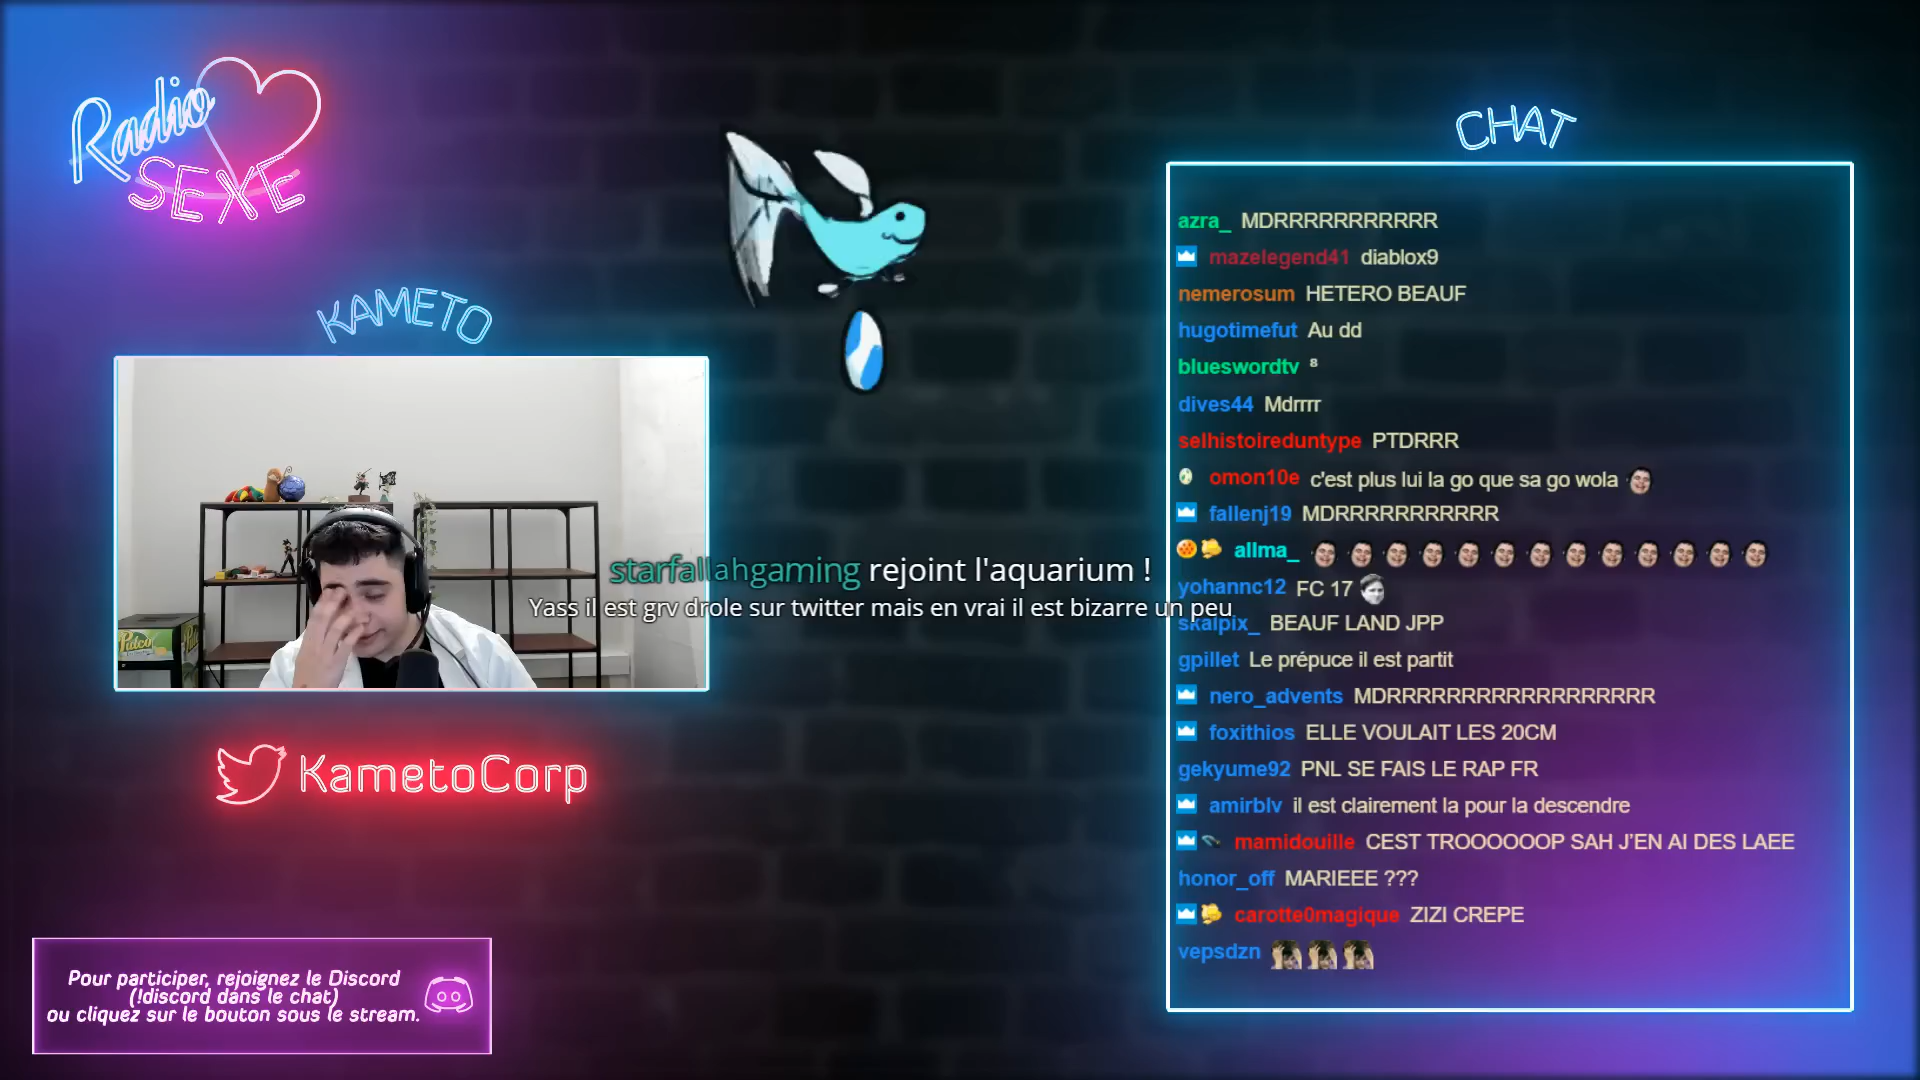 Radio
SEXE
KAMETO
starfallahgaming rejoint l'aquarium !
Yass il est grv drole sur twitter mais en vrai il est bizarre un peu
Pulco
KametoCorp
Pour participer, rejoignez le Discord
(!discord dans le chat)
ou cliquez sur le bouton sous le stream.
CHAT
azra_ MDRRRRRRRRRRR
mazelegend41 diablox9
nemerosum HETERO BEAUF
hugotimefut Au dd
blueswordtv ⁸
dives44 Mdrrrr
selhistoireduntype PTDRRR
omon10e c'est plus lui la go que sa go wola
fallenj19 MDRRRRRRRRRRR
allma_
yohannc12 FC 17
skalpix_ BEAUF LAND JPP
gpillet Le prépuce il est partit
nero_advents MDRRRRRRRRRRRRRRRRRR
foxithios ELLE VOULAIT LES 20CM
gekyume92 PNL SE FAIS LE RAP FR
amirblv il est clairement la pour la descendre
mamidouille CEST TROOOOOOP SAH J'EN AI DES LAEE
honor_off MARIEEE ???
carotte0magique ZIZI CREPE
vepsdzn